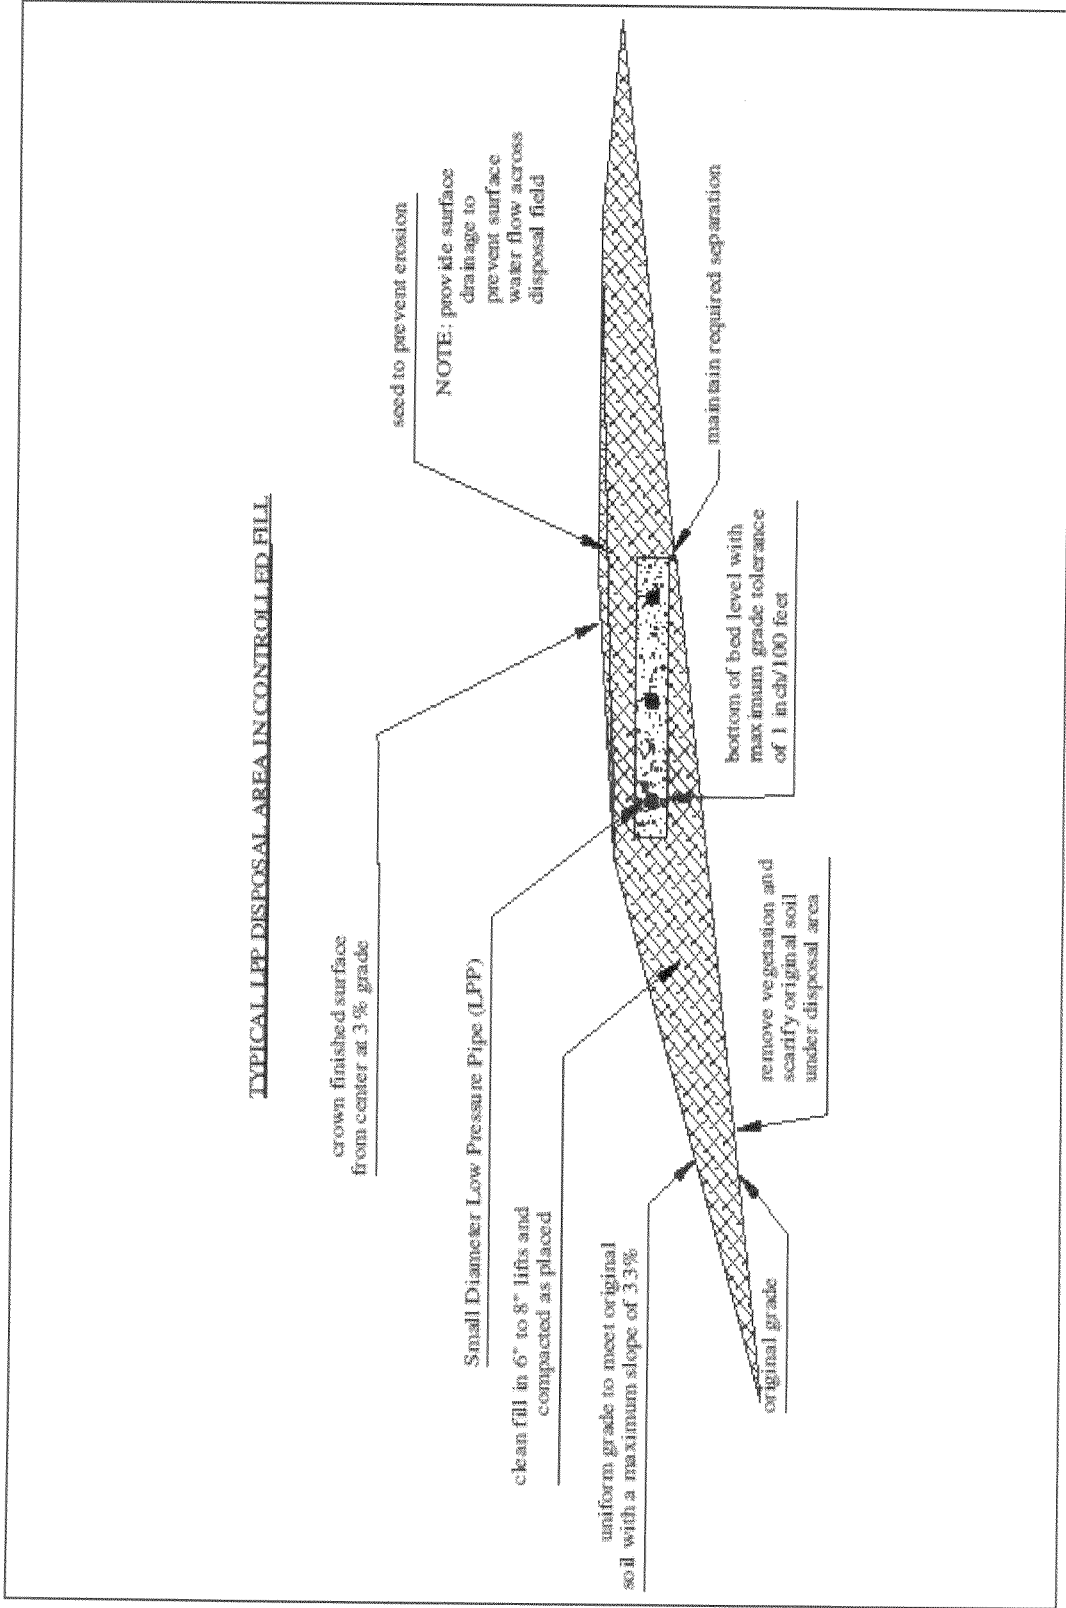 TYPICAL LPP DISPOSAL AREA IN CONTROLLED FILL
seed to prevent erosion
NOTE: provide surface
drainage to
prevent surface
water flow across
disposal field
crown finished surface
from center at 3% grade
Small Diameter Low Pressure Pipe (LPP)
clean fill in 6" to 8" lifts and
compacted as placed
uniform grade to meet original
soil with a maximum slope of 33%
maintain required separation
bottom of bed level with
maximum grade tolerance
of 1 inch/100 feet
remove vegetation and
scarify original soil
under disposal area
original grade